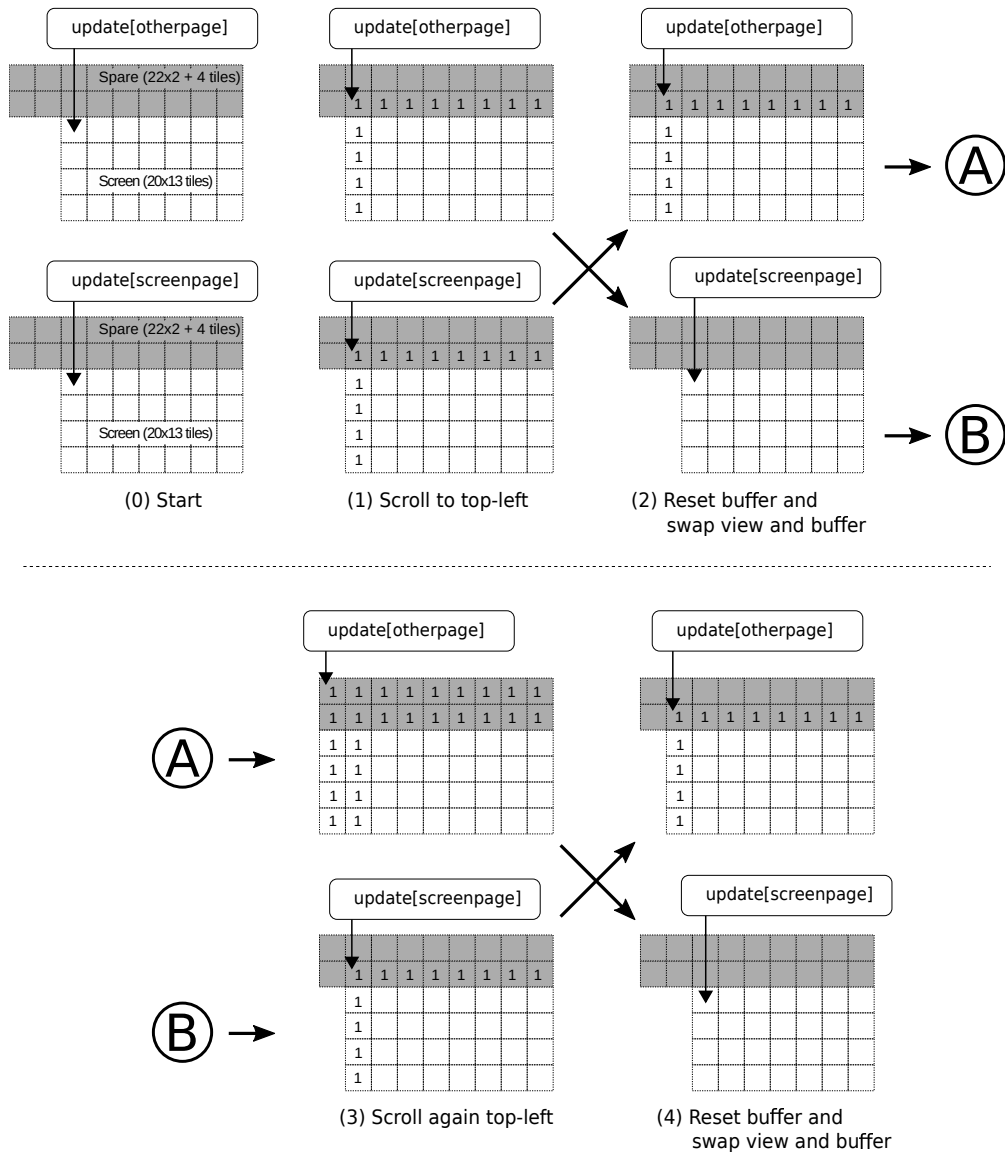 update[otherpage]
update[otherpage]
update[otherpage]
Spare (22x2 + 4 tiles)
1 1 1 1 1 1 1 1
1 1 1 1 1 1 1 1
1
1
1
1
1
1
Screen (20x13 tiles)
1
1
A
update[screenpage]
update[screenpage]
update[screenpage]
Spare (22x2 + 4 tiles)
1 1 1 1 1 1 1 1
1
1
Screen (20x13 tiles)
1
1
B
(0) Start
(1) Scroll to top-left
(2) Reset buffer and
swap view and buffer
update[otherpage]
update[otherpage]
1 1 1 1 1 1 1 1 1
1 1 1 1 1 1 1 1 1
1 1 1 1 1 1 1 1
A
1 1
1 1
1 1
1 1
1
1
1
1
update[screenpage]
update[screenpage]
1 1 1 1 1 1 1 1
B
1
1
1
1
(3) Scroll again top-left
(4) Reset buffer and
swap view and buffer